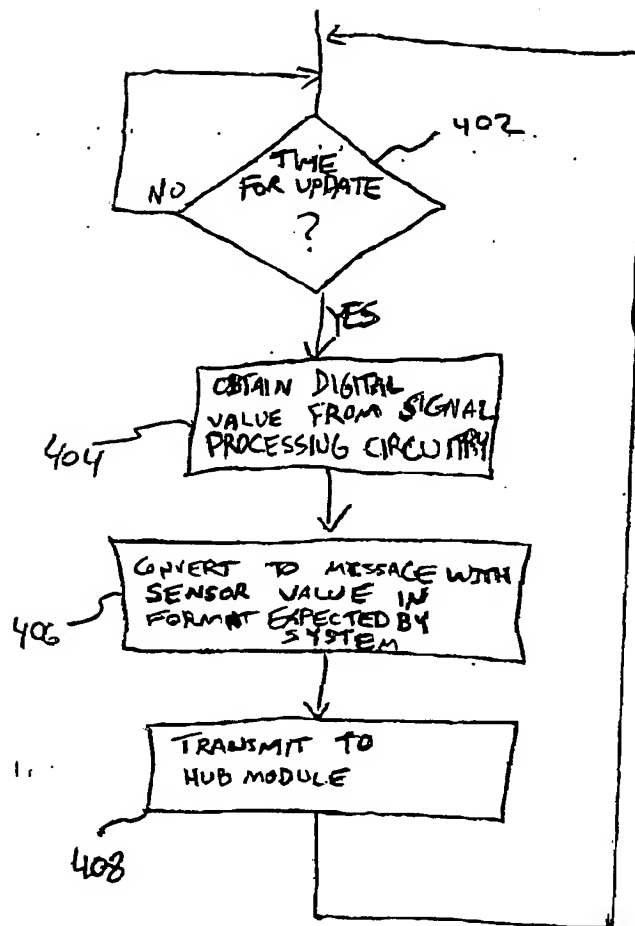 402
TIME
FOR UPDATE
?
NO
YES
OBTAIN DIGITAL
VALUE FROM SIGNAL
PROCESSING CIRCUITRY
404
CONVERT TO MESSAGE WITH
SENSOR VALUE IN
FORMAT EXPECTED BY
SYSTEM
406
TRANSMIT TO
HUB MODULE
408